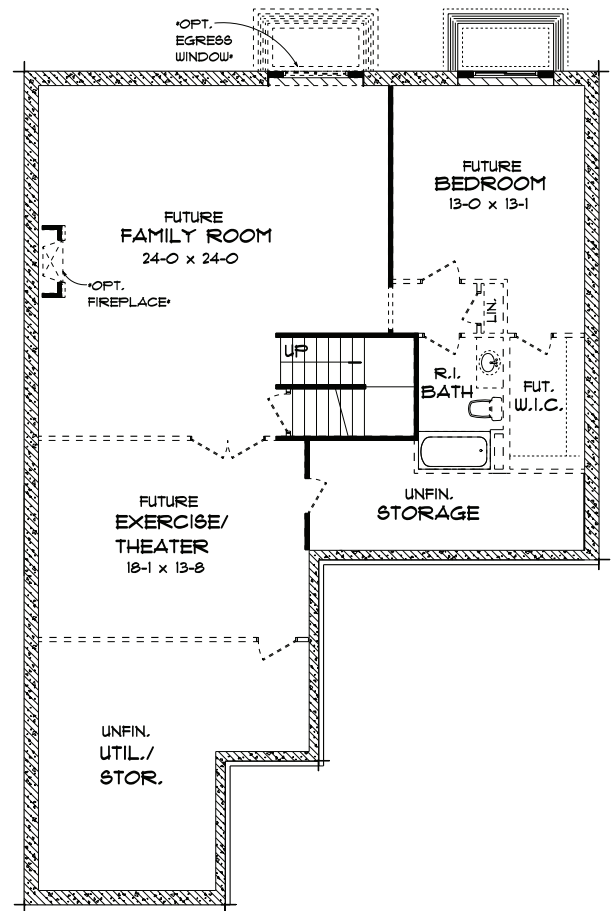 *OPT.
EGRESS
WINDOW*
FUTURE
BEDROOM
13-0 x 13-1
FUTURE
FAMILY ROOM
24-0 x 24-0
*OPT.
FIREPLACE*
LIN.
UP
R.I.
BATH
FUT.
W.I.C.
UNFIN.
STORAGE
FUTURE
EXERCISE/
THEATER
18-1 x 13-8
UNFIN.
UTIL./
STOR.